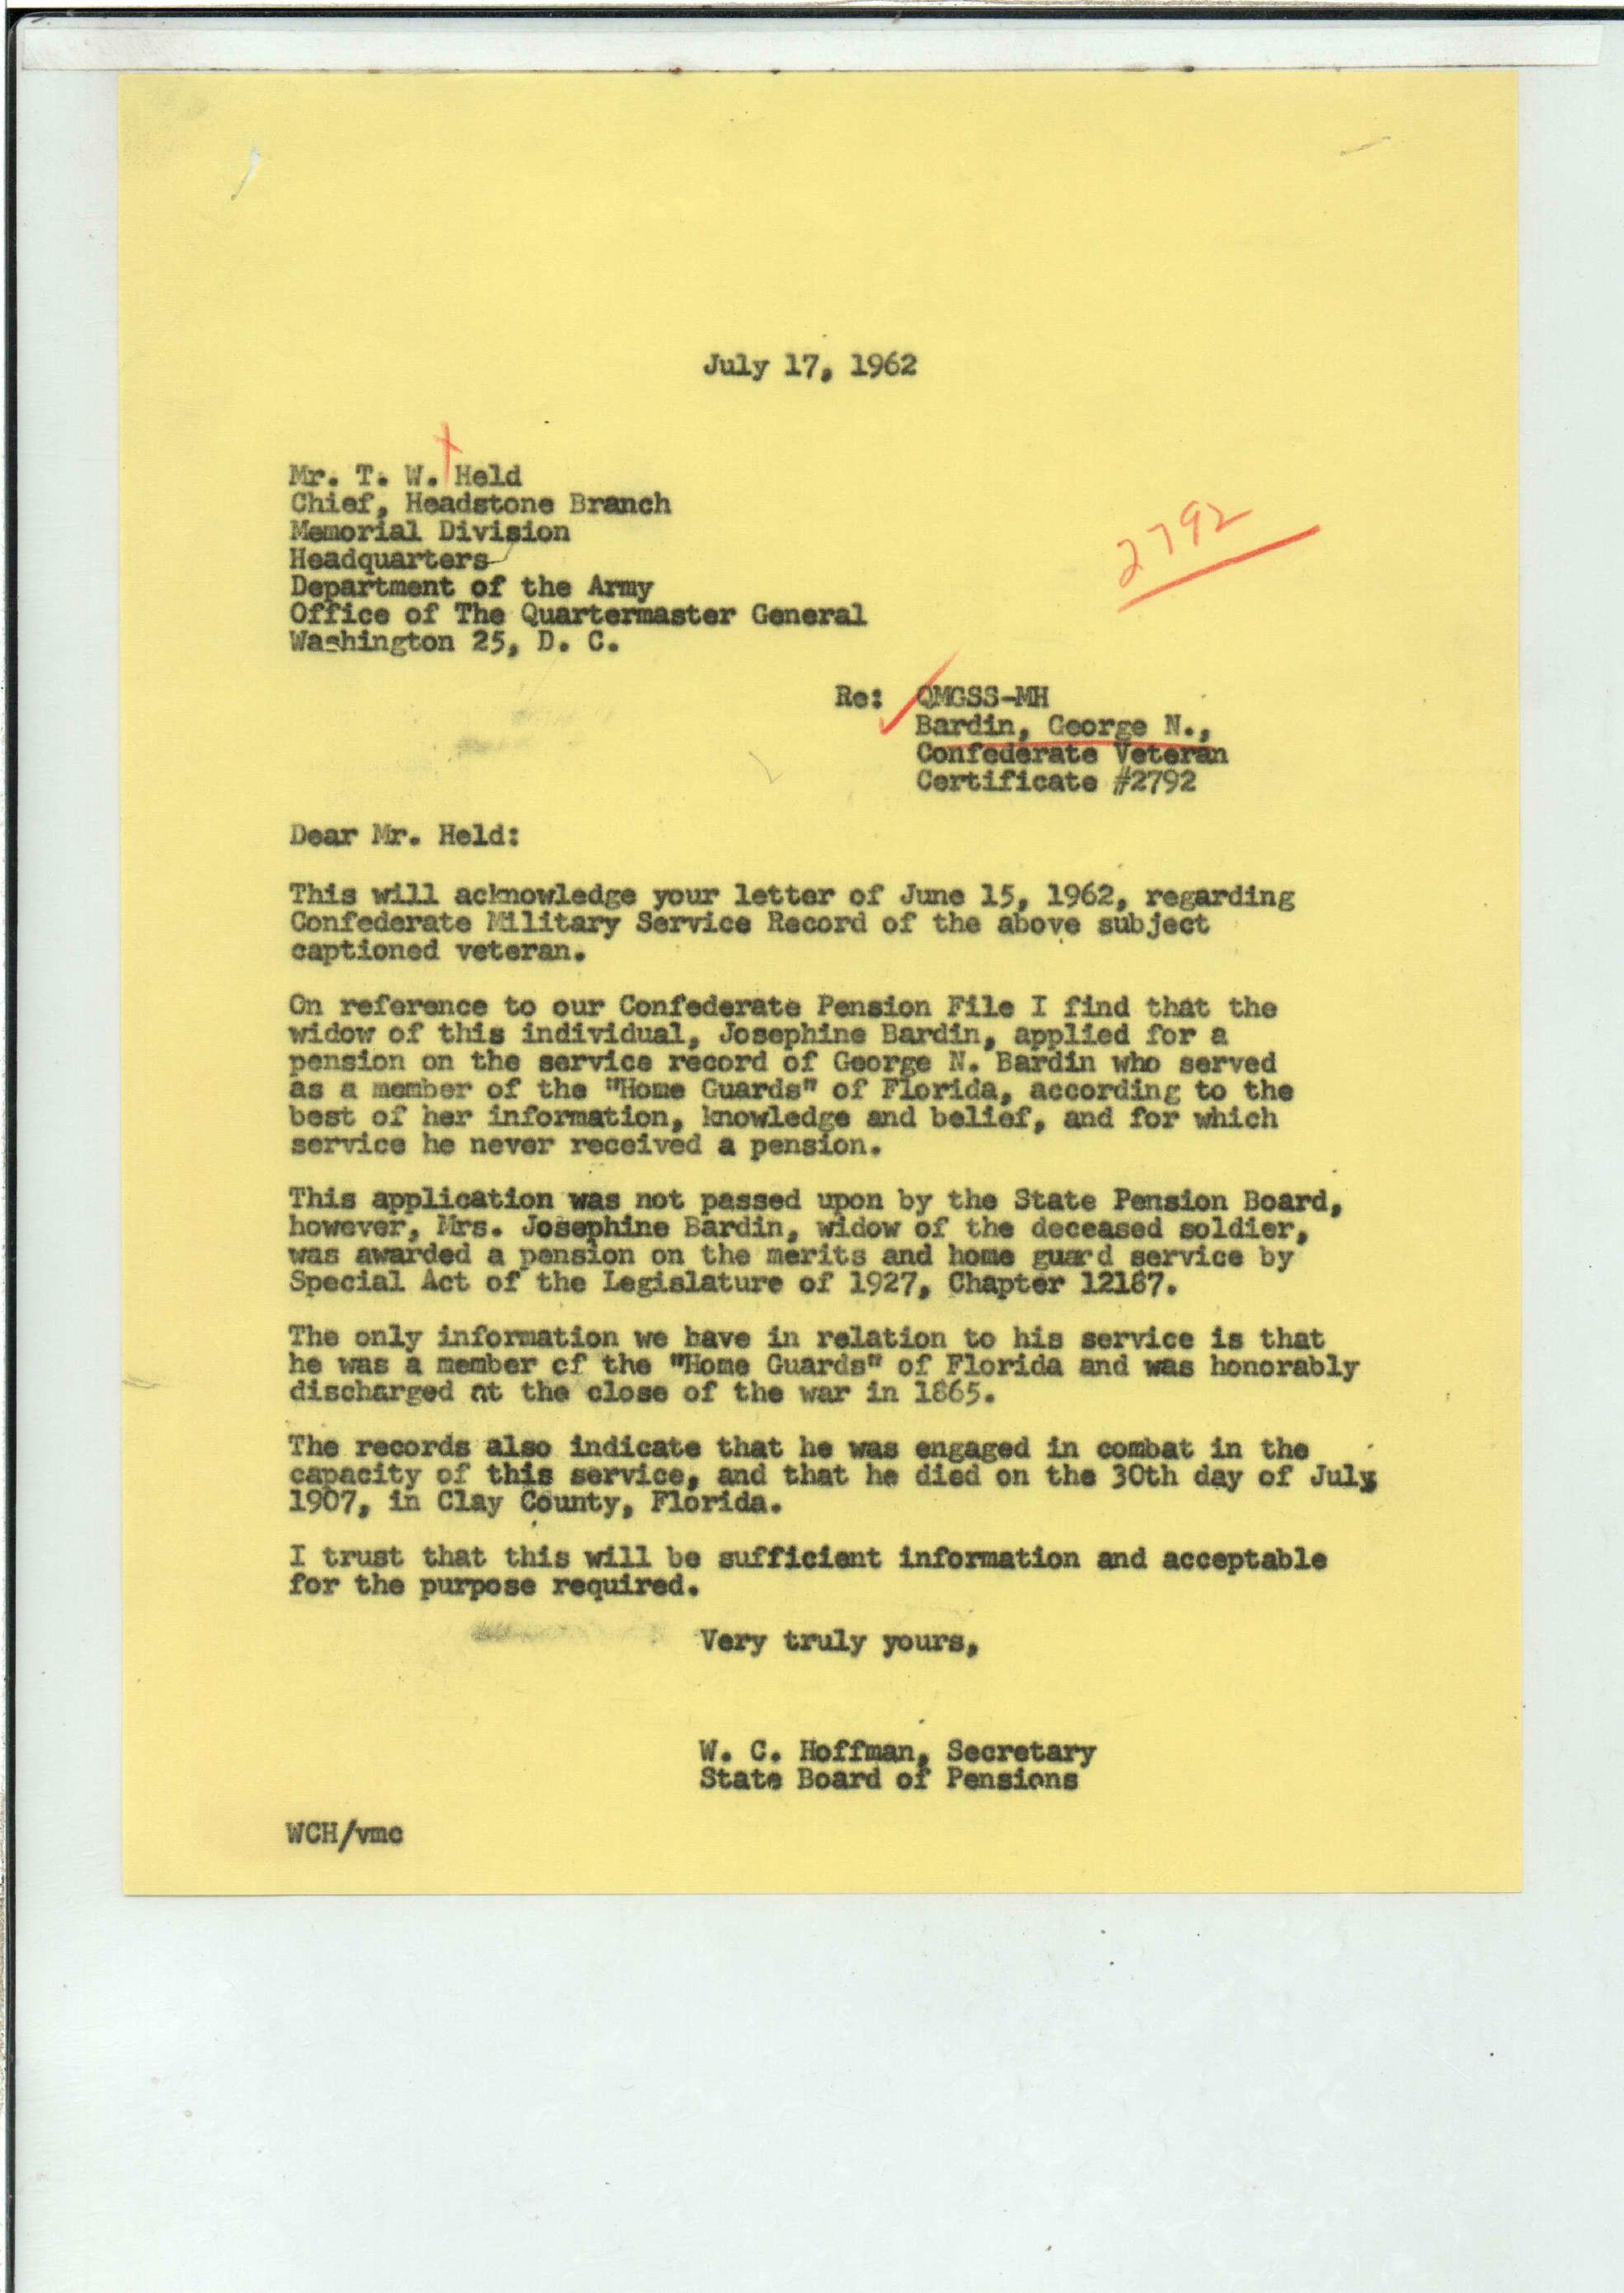 July 17, 1962
Mr. T. W. Held
Chief, Headstone Branch
Memorial Division
Headquarters
Department of the Army
Office of The Quartermaster General
Washington 25, D. C.
2792
Re: QMGSS-MH
Bardin, George N.,
Confederate Veteran
Certificate #2792
Dear Mr. Held:
This will acknowledge your letter of June 15, 1962, regarding
Confederate Military Service Record of the above subject
captioned veteran.
On reference to our Confederate Pension File I find that the
widow of this individual, Josephine Bardin, applied for a
pension on the service record of George N. Bardin who served
as a member of the "Home Guards" of Florida, according to the
best of her information, knowledge and belief, and for which
service he never received a pension.
This application was not passed upon by the State Pension Board,
however, Mrs. Josephine Bardin, widow of the deceased soldier,
was awarded a pension on the merits and home guard service by
Special Act of the Legislature of 1927, Chapter 12187.
The only information we have in relation to his service is that
he was a member of the "Home Guards" of Florida and was honorably
discharged at the close of the war in 1865.
The records also indicate that he was engaged in combat in the
capacity of this service, and that he died on the 30th day of July,
1907, in Clay County, Florida.
I trust that this will be sufficient information and acceptable
for the purpose required.
Very truly yours,
W. C. Hoffman, Secretary
State Board of Pensions
WCH/vmc